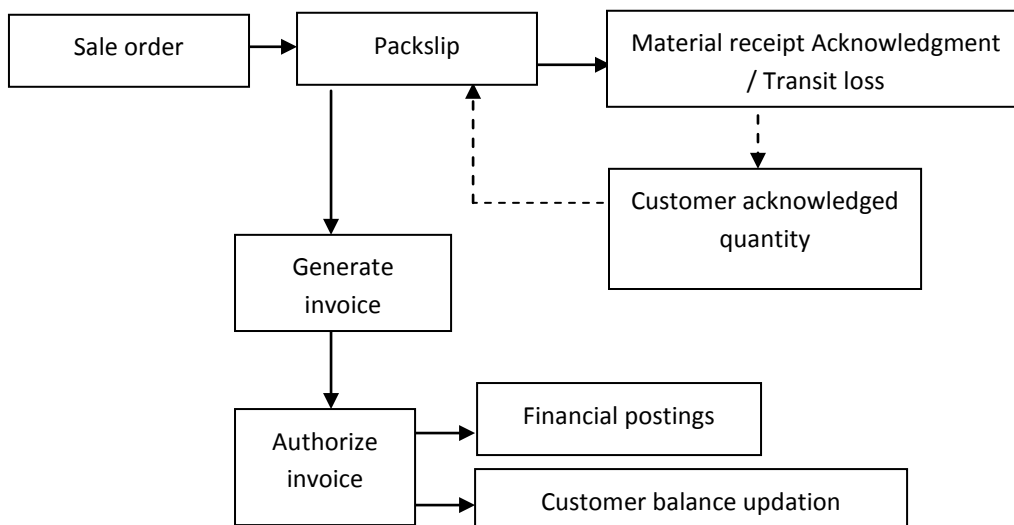 Sale order
Packslip
Material receipt Acknowledgment
/ Transit loss
Customer acknowledged
quantity
Generate
invoice
Authorize
invoice
Financial postings
Customer balance updation